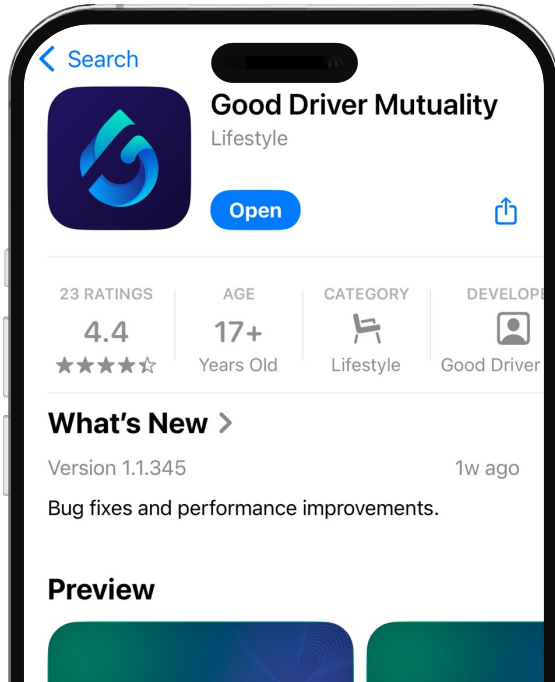 Search
Good Driver Mutuality
Lifestyle
Open
23 RATINGS
4.4
AGE
17+
Years Old
CATEGORY
Lifestyle
DEVELOPE
Good Driver
What's New
Version 1.1.345
1w ago
Bug fixes and performance improvements.
Preview